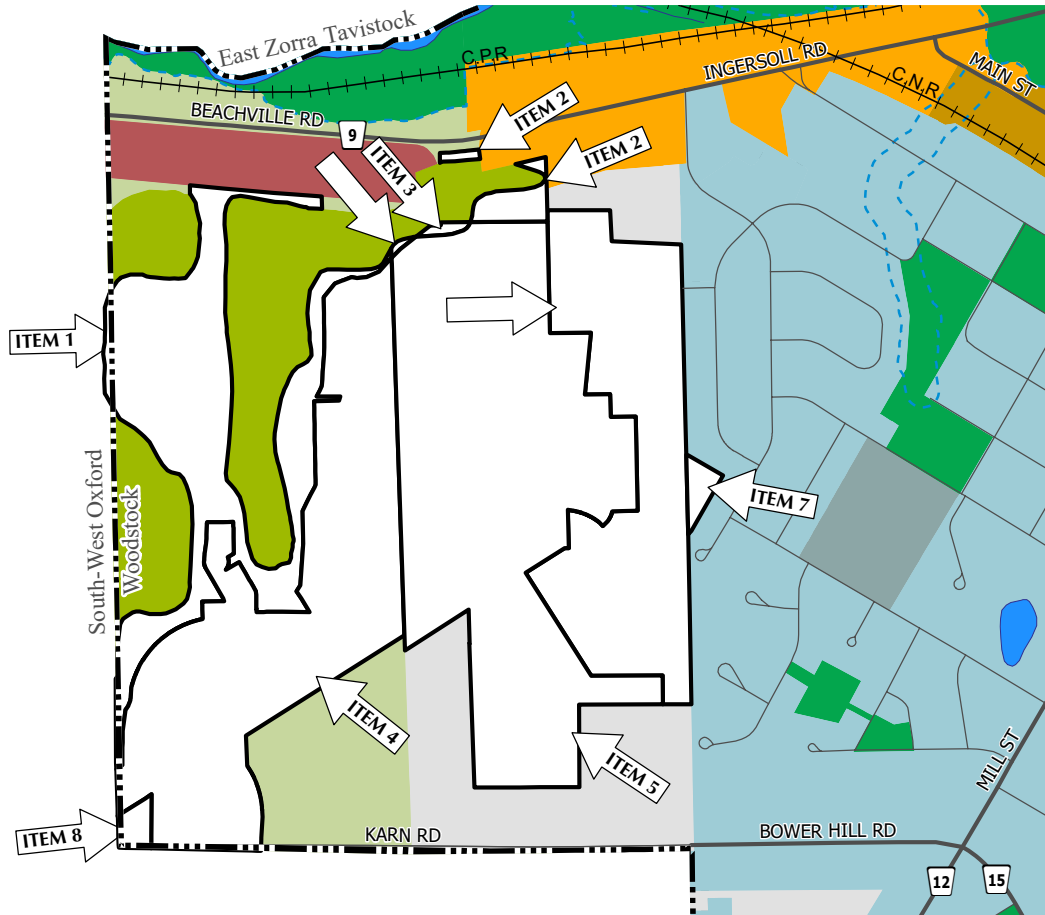 East Zorra Tavistock
C.P.R
INGERSOLL RD
MAIN ST
C.N.R
BEACHVILLE RD
9
ITEM 2
ITEM 3
ITEM 2
ITEM 1
South-West Oxford
Woodstock
ITEM 7
ITEM 4
ITEM 5
MILL ST
ITEM 8
KARN RD
BOWER HILL RD
12
15